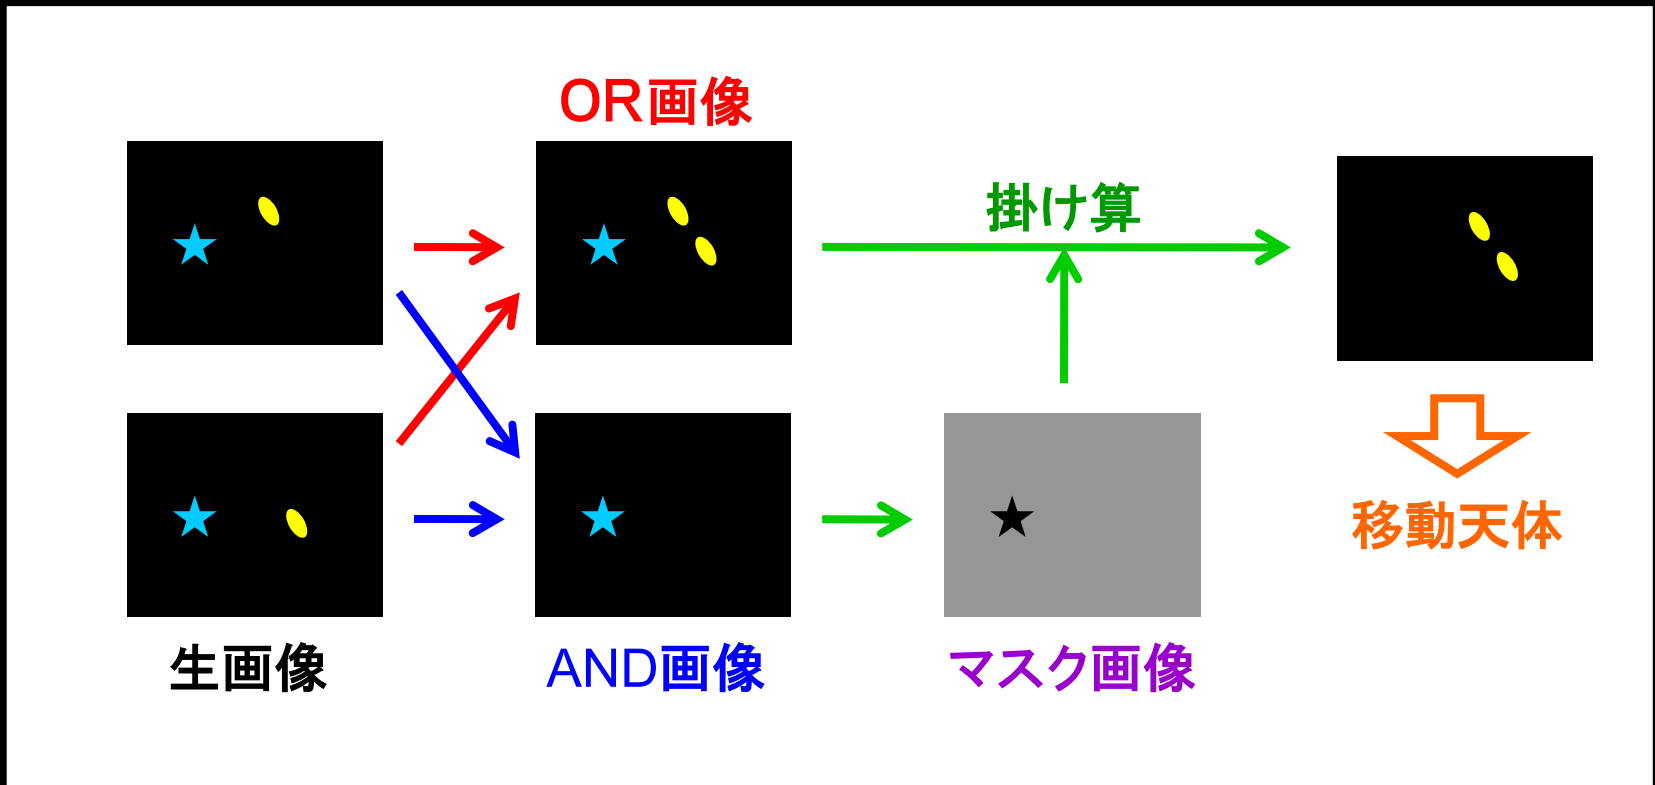 OR画像
掛け算
移動天体
生画像
AND画像
マスク画像